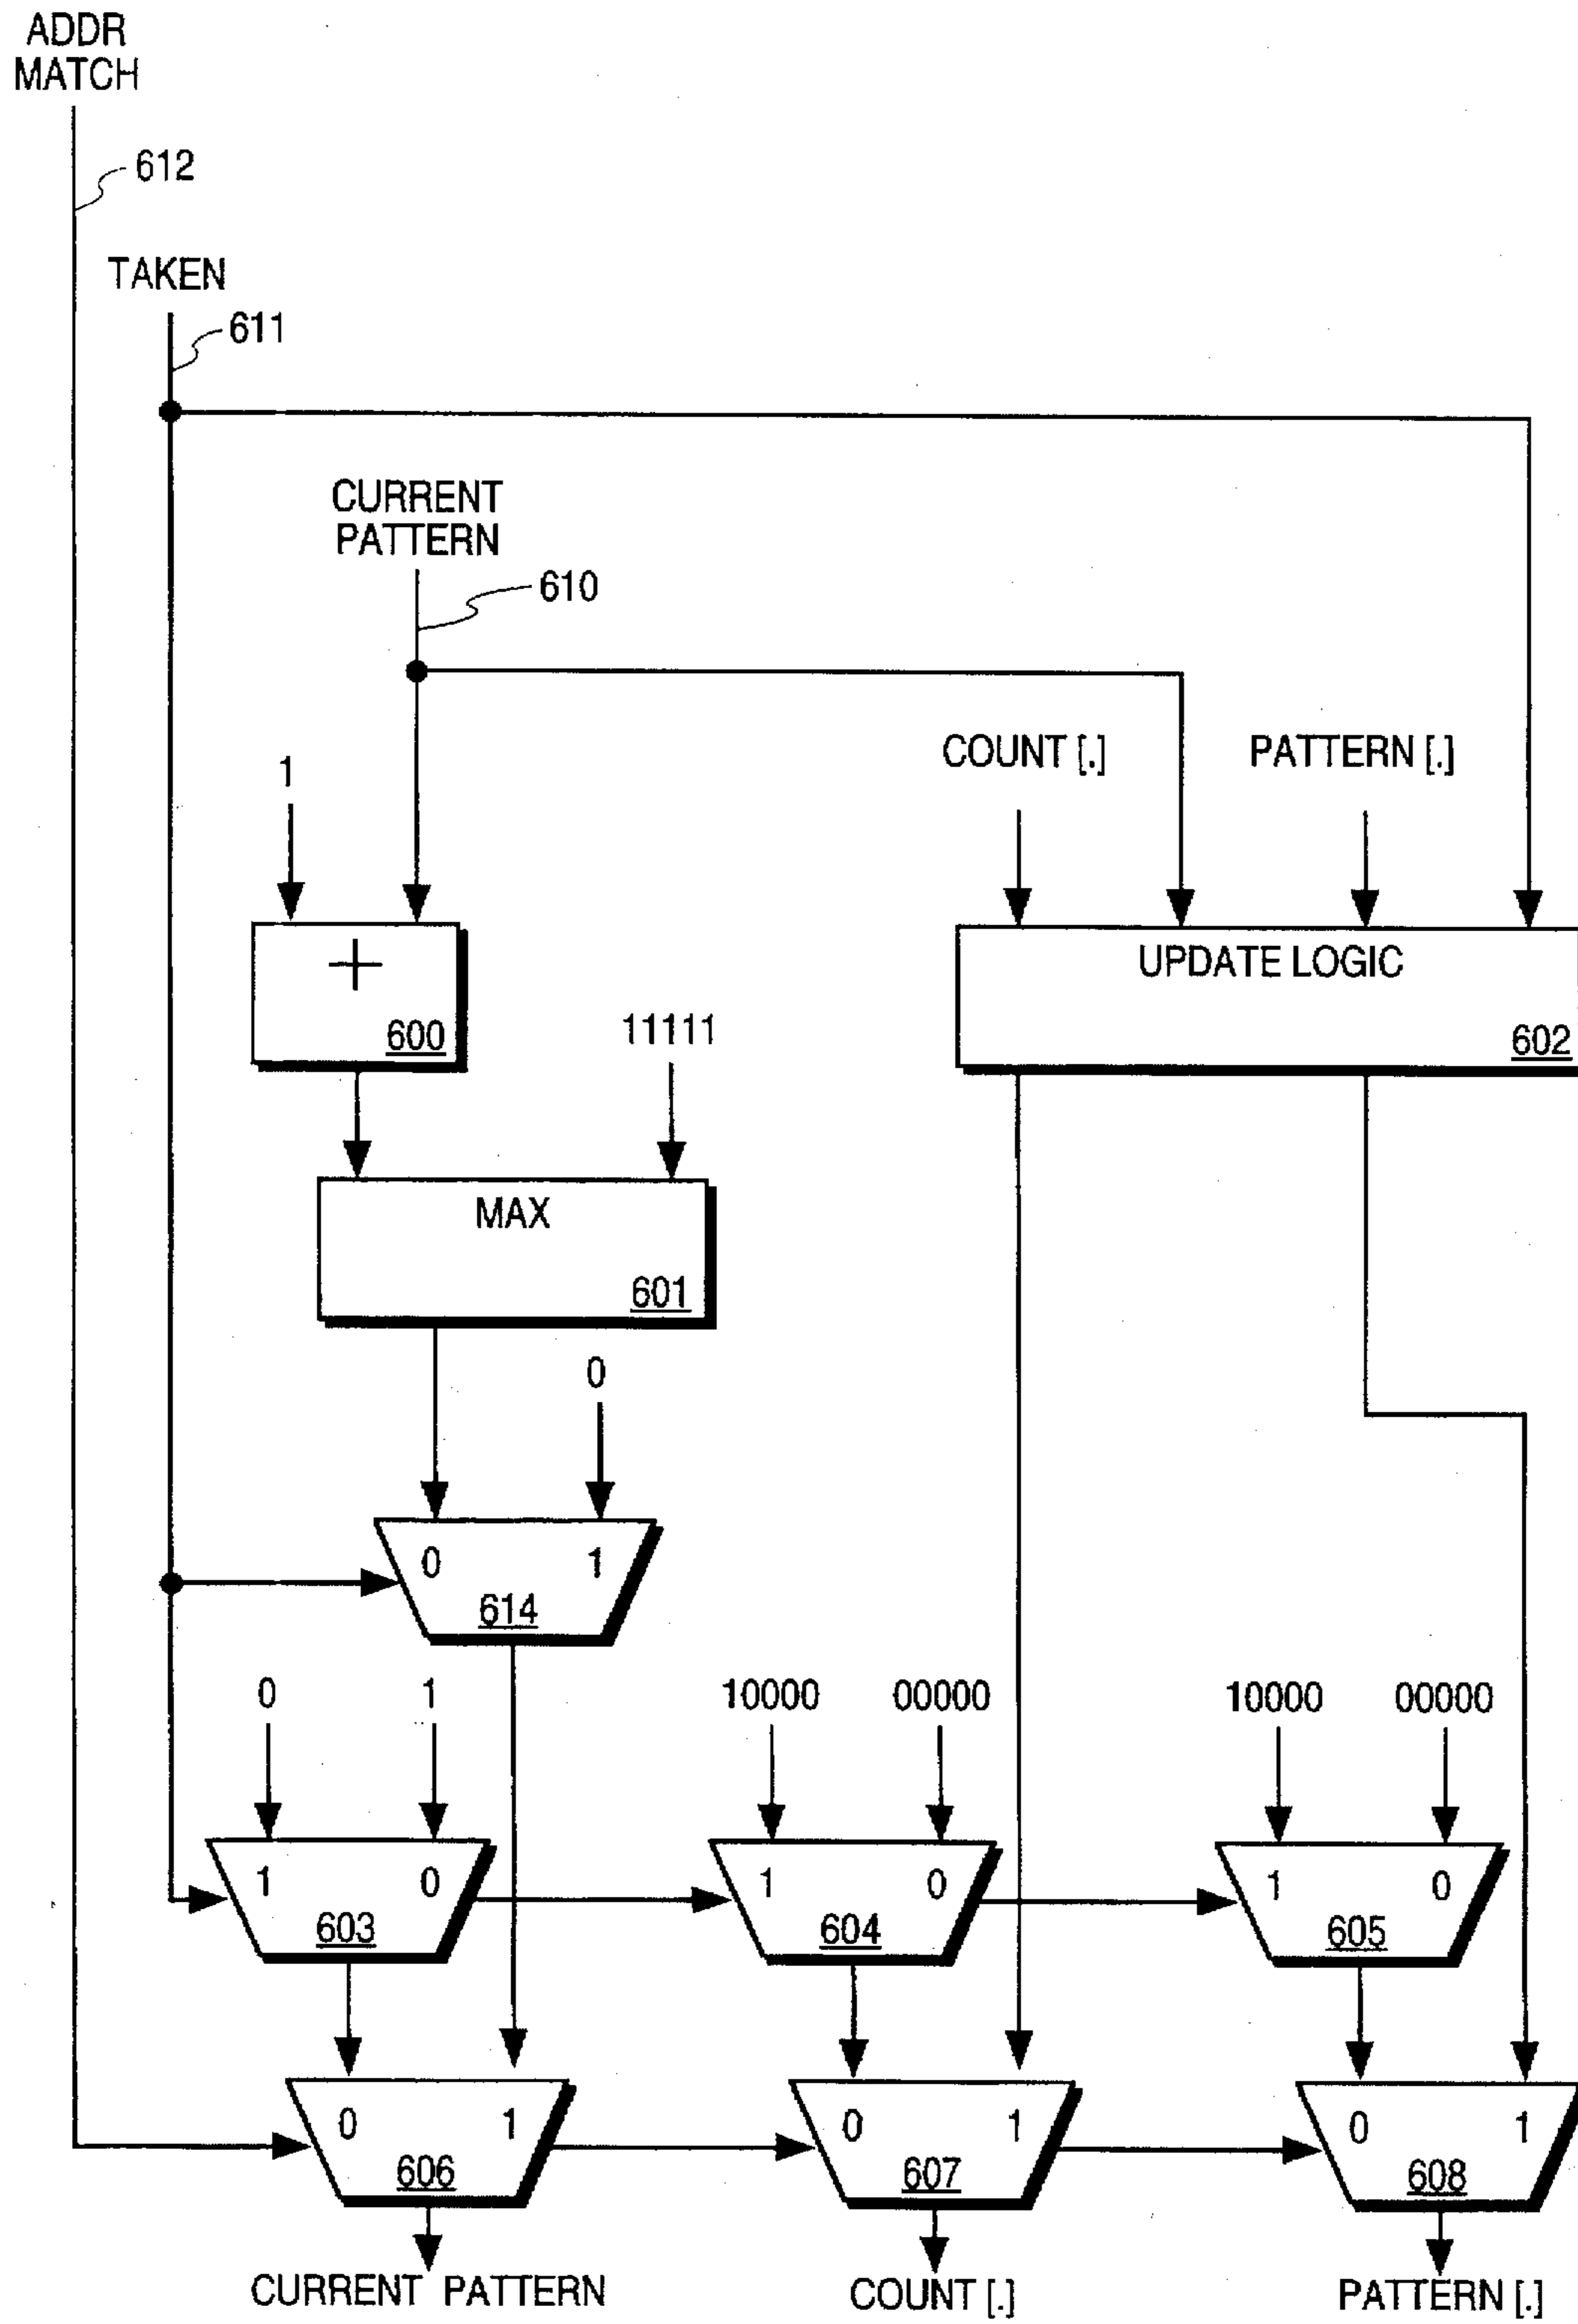 ADDR
MATCH
612
TAKEN
611
CURRENT
PATTERN
610
COUNT [.]
PATTERN [.]
1
+
600
UPDATE LOGIC
602
11111
MAX
601
0
0 1
614
0 1
10000 00000
10000 00000
1 0
603
1 0
604
1 0
605
0 1
606
0 1
607
0 1
608
CURRENT PATTERN
COUNT [.]
PATTERN [.]